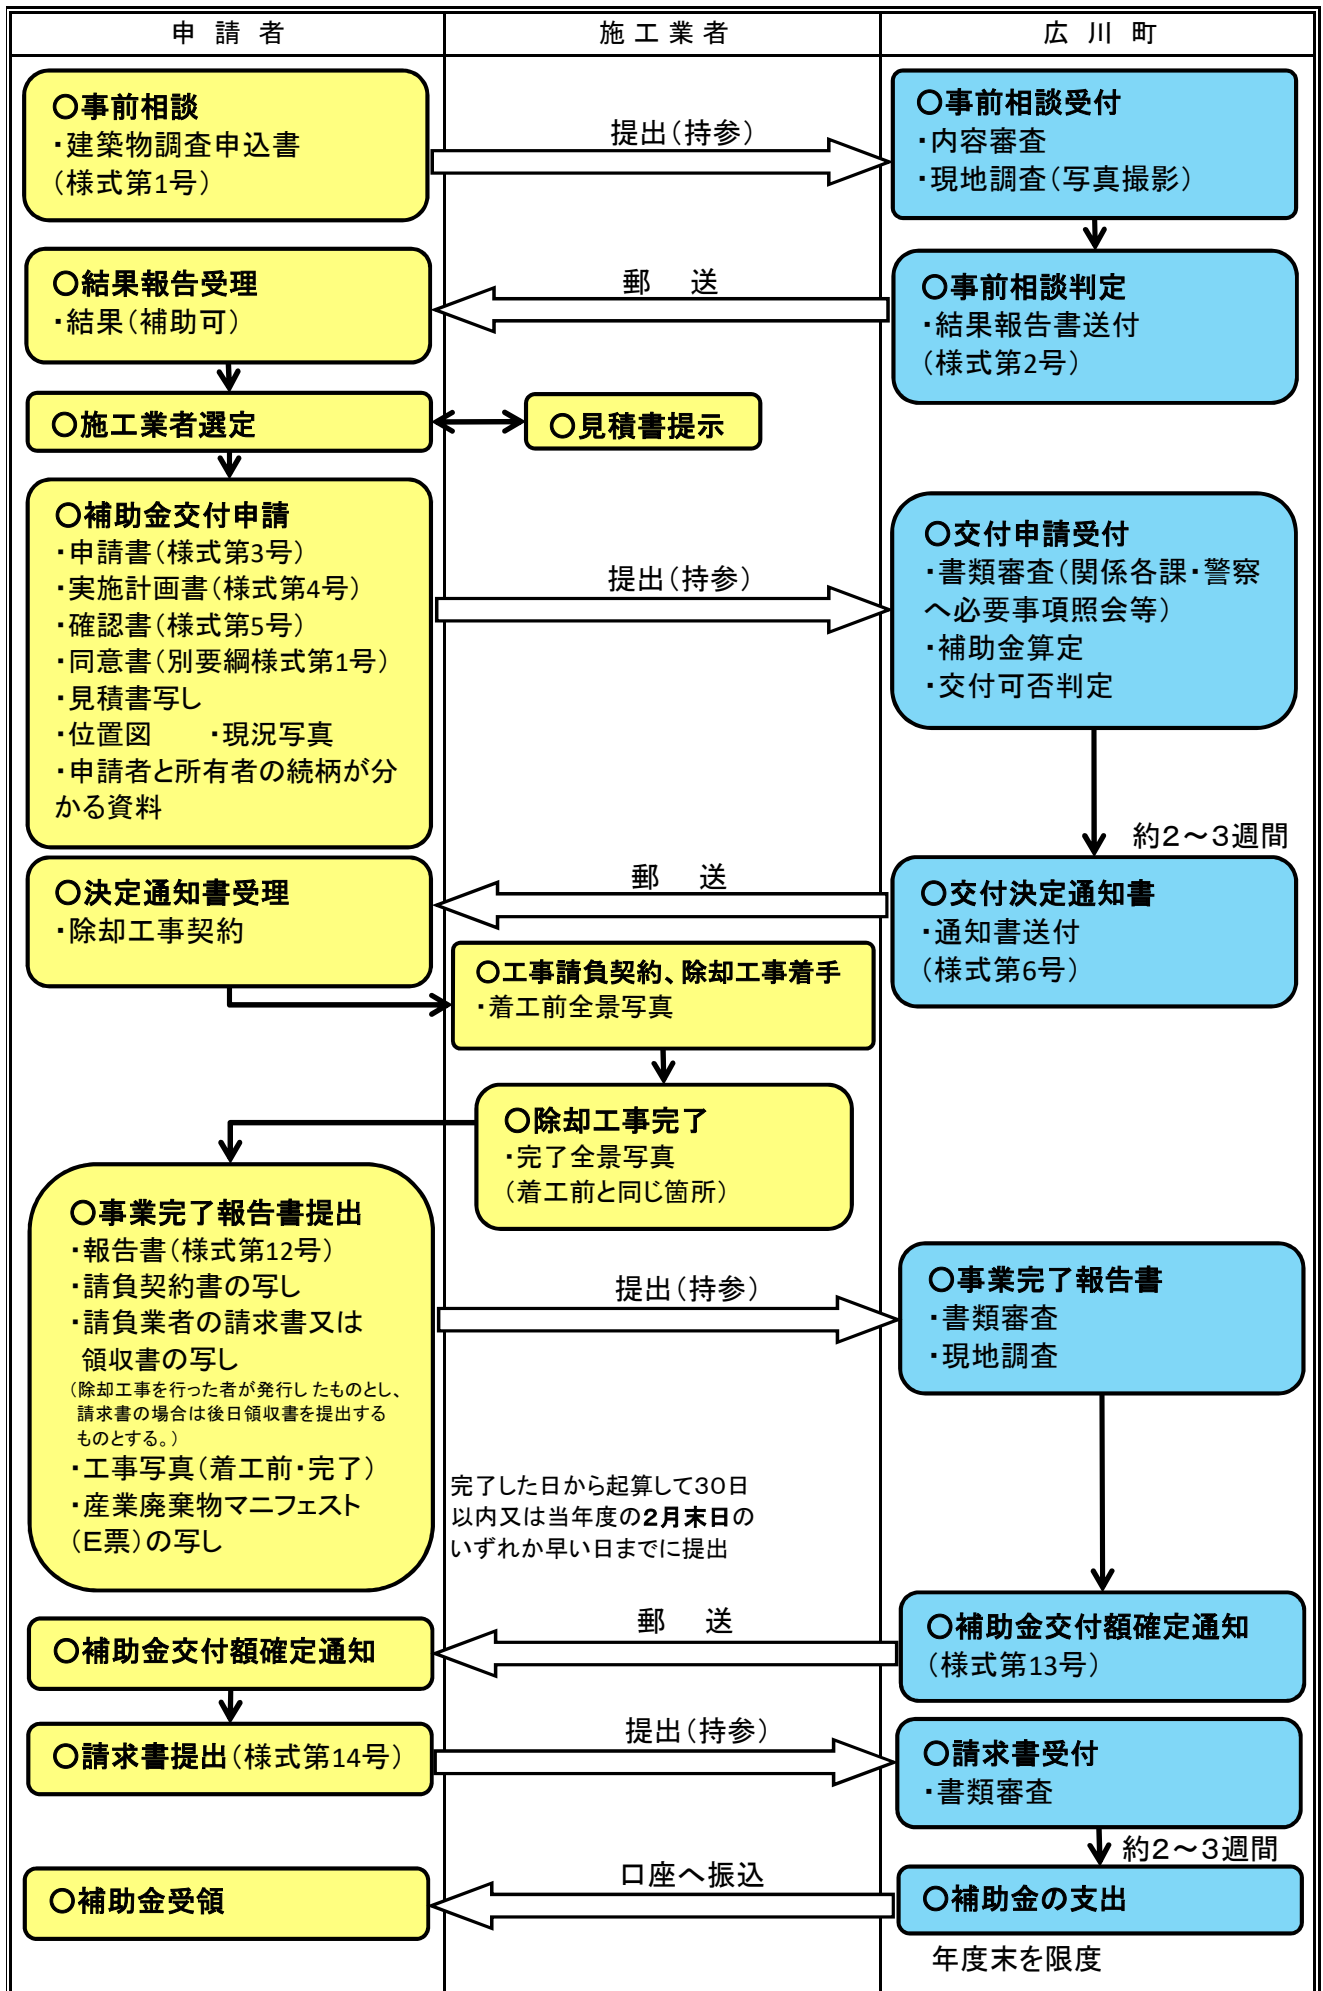 申 請 者
施 工 業 者
広 川 町
○事前相談
・建築物調査申込書
(様式第1号)
提出(持参)
○事前相談受付
・内容審査
・現地調査(写真撮影)
○結果報告受理
・結果(補助可)
郵 送
○事前相談判定
・結果報告書送付
(様式第2号)
○施工業者選定
○見積書提示
○補助金交付申請
・申請書(様式第3号)
・実施計画書(様式第4号)
・確認書(様式第5号)
・同意書(別要綱様式第1号)
・見積書写し
・位置図 ・現況写真
・申請者と所有者の続柄が分
かる資料
提出(持参)
○交付申請受付
・書類審査(関係各課・警察
へ必要事項照会等)
・補助金算定
・交付可否判定
約2~3週間
○決定通知書受理
・除却工事契約
郵 送
○交付決定通知書
・通知書送付
(様式第6号)
○工事請負契約、除却工事着手
・着工前全景写真
○除却工事完了
・完了全景写真
(着工前と同じ箇所)
○事業完了報告書提出
・報告書(様式第12号)
・請負契約書の写し
・請負業者の請求書又は
領収書の写し
(除却工事を行った者が発行したものとし、
請求書の場合は後日領収書を提出する
ものとする。)
・工事写真(着工前・完了)
・産業廃棄物マニフェスト
(E票)の写し
提出(持参)
○事業完了報告書
・書類審査
・現地調査
完了した日から起算して30日
以内又は当年度の2月末日の
いずれか早い日までに提出
○補助金交付額確定通知
郵 送
○補助金交付額確定通知
(様式第13号)
○請求書提出(様式第14号)
提出(持参)
○請求書受付
・書類審査
約2~3週間
○補助金受領
口座へ振込
○補助金の支出
年度末を限度